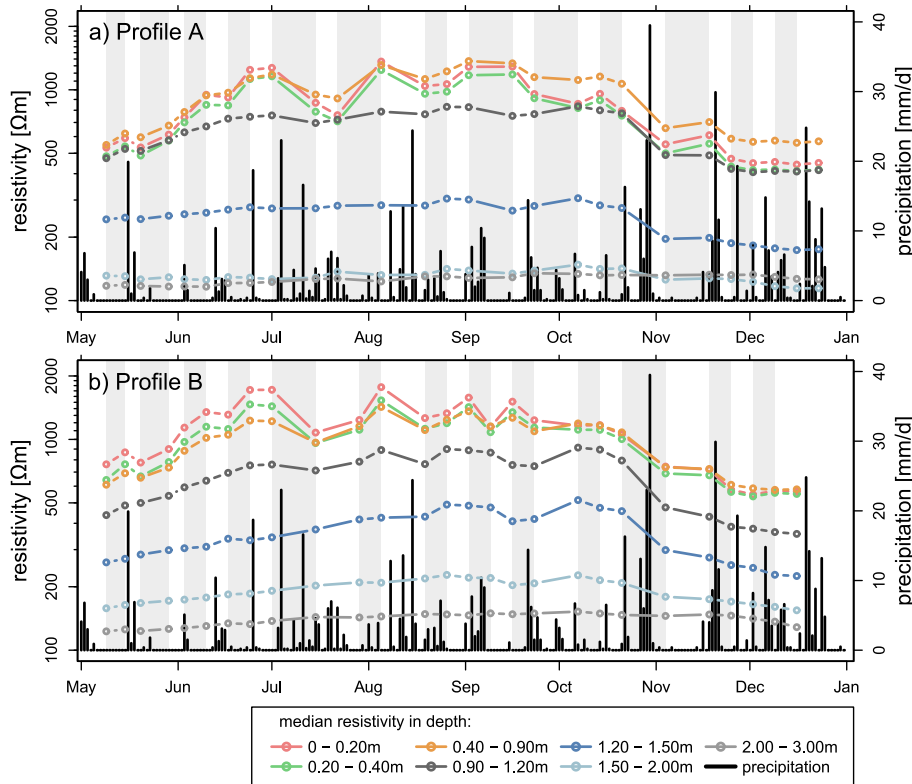 a) Profile A
resistivity [Ωm]
2000
1000
500
200
100
precipitation [mm/d]
40
30
20
10
0
May Jun Jul Aug Sep Oct Nov Dec Jan
b) Profile B
resistivity [Ωm]
2000
1000
500
200
100
precipitation [mm/d]
40
30
20
10
0
May Jun Jul Aug Sep Oct Nov Dec Jan
median resistivity in depth:
0 − 0.20m 0.40 − 0.90m 1.20 − 1.50m 2.00 − 3.00m
0.20 − 0.40m 0.90 − 1.20m 1.50 − 2.00m precipitation